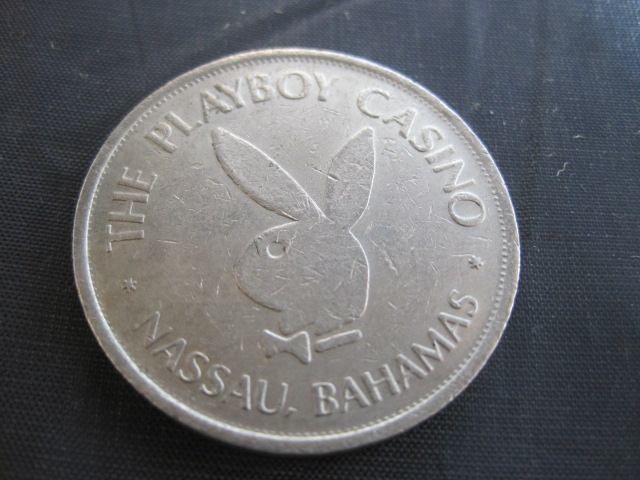 THE PLAYBOY CASINO
* NASSAU, BAHAMAS *